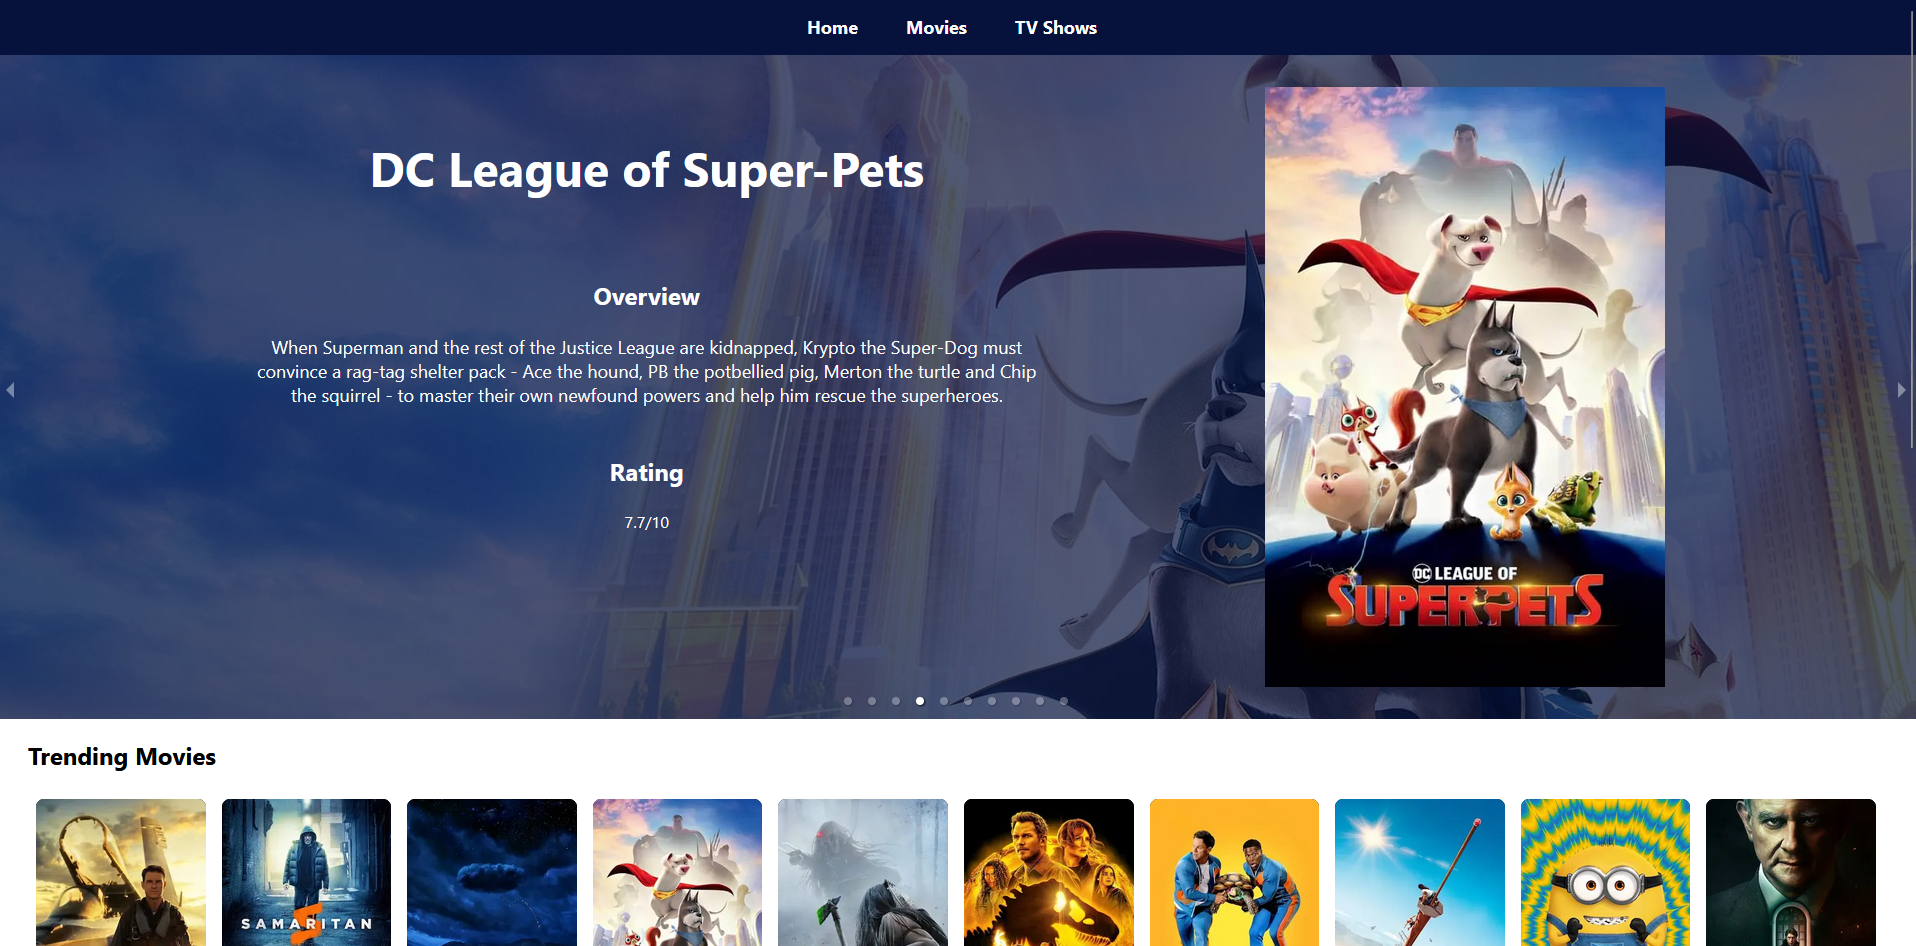 Home Movies TV Shows
DC League of Super-Pets
Overview
When Superman and the rest of the Justice League are kidnapped, Krypto the Super-Dog must
convince a rag-tag shelter pack - Ace the hound, PB the potbellied pig, Merton the turtle and Chip
the squirrel - to master their own newfound powers and help him rescue the superheroes.
Rating
7.7/10
DC LEAGUE OF
SUPER-PETS
Trending Movies
SAMARITAN